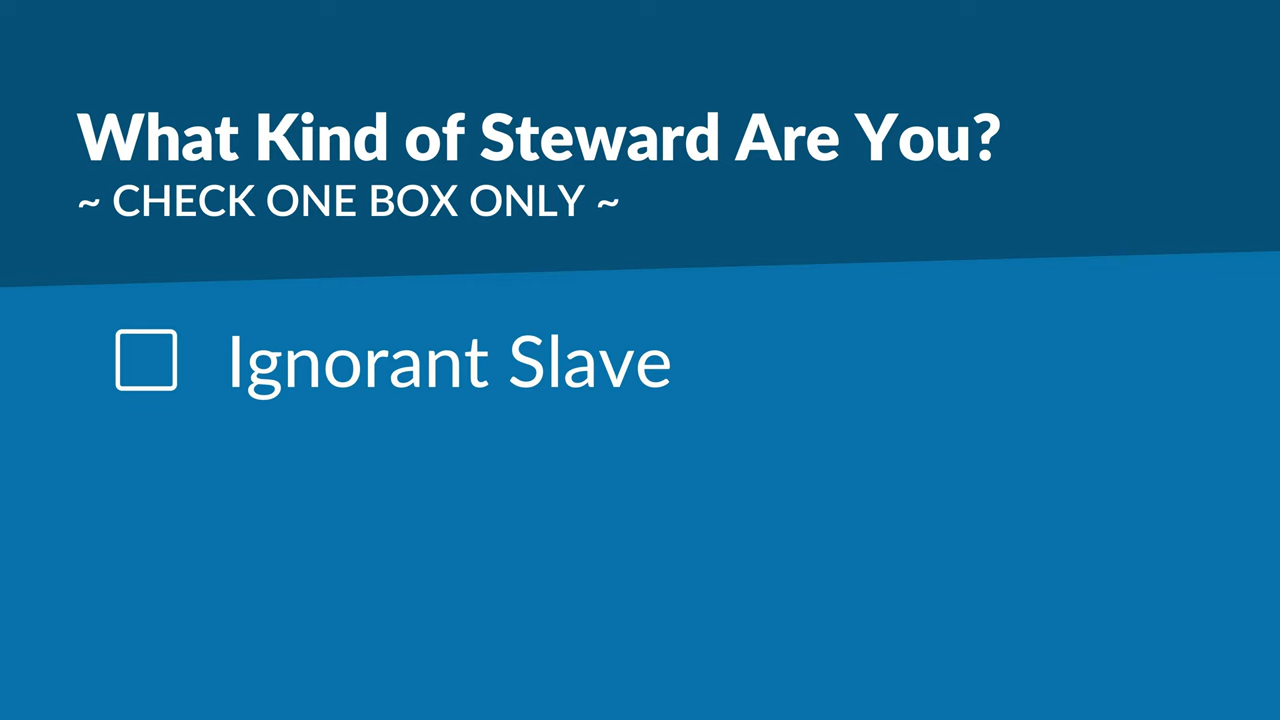 What Kind of Steward Are You?
~ CHECK ONE BOX ONLY ~
Ignorant Slave